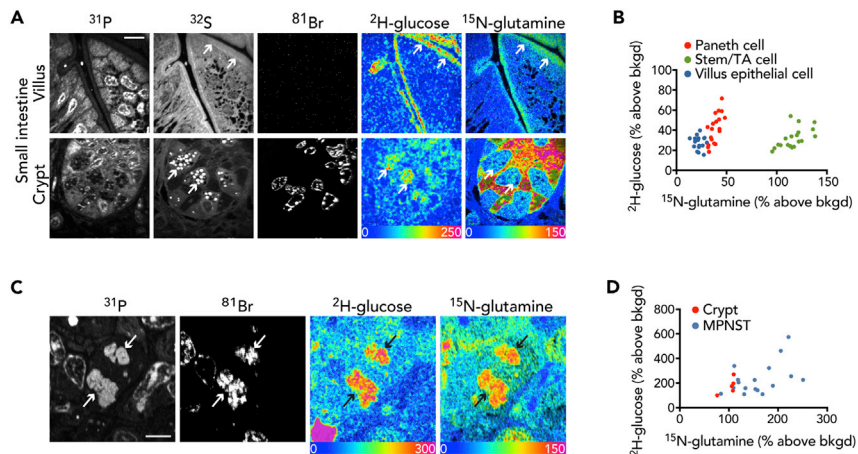 A
³¹P ³²S ⁸¹Br ²H-glucose ¹⁵N-glutamine
Small intestine
Villus
Crypt
0 250 0 150
B
Paneth cell
Stem/TA cell
Villus epithelial cell
²H-glucose (% above bkgd)
100
80
60
40
20
0
0 50 100 150
¹⁵N-glutamine (% above bkgd)
C
³¹P ⁸¹Br ²H-glucose ¹⁵N-glutamine
0 300 0 150
D
Crypt
MPNST
²H-glucose (% above bkgd)
800
600
400
200
0
0 100 200 300
¹⁵N-glutamine (% above bkgd)